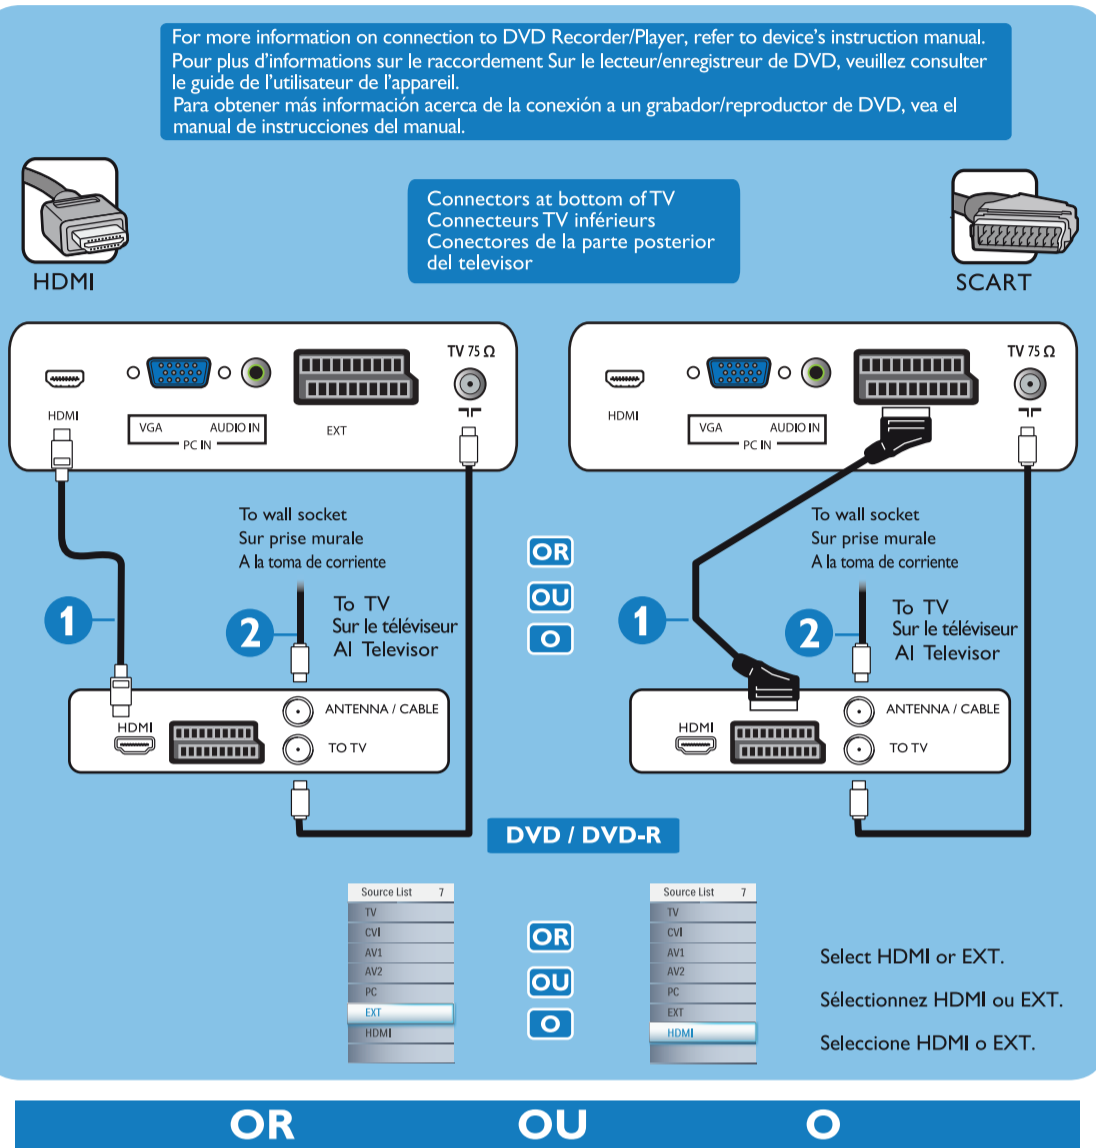 For more information on connection to DVD Recorder/Player, refer to device's instruction manual.
Pour plus d'informations sur le raccordement Sur le lecteur/enregistreur de DVD, veuillez consulter
le guide de l'utilisateur de l'appareil.
Para obtener más información acerca de la conexión a un grabador/reproductor de DVD, vea el
manual de instrucciones del manual.
HDMI
Connectors at bottom of TV
Connecteurs TV inférieurs
Conectores de la parte posterior
del televisor
SCART
TV 75 Ω
HDMI
VGA AUDIO IN
PC IN
EXT
To wall socket
Sur prise murale
A la toma de corriente
1
2
To TV
Sur le téléviseur
Al Televisor
HDMI
ANTENNA / CABLE
TO TV
OR
OU
O
TV 75 Ω
HDMI
VGA AUDIO IN
PC IN
To wall socket
Sur prise murale
A la toma de corriente
1
2
To TV
Sur le téléviseur
Al Televisor
HDMI
ANTENNA / CABLE
TO TV
DVD / DVD-R
Source List 7
TV
CVI
AV1
AV2
PC
EXT
HDMI
OR
OU
O
Source List 7
TV
CVI
AV1
AV2
PC
EXT
HDMI
Select HDMI or EXT.
Sélectionnez HDMI ou EXT.
Seleccione HDMI o EXT.
OR OU O